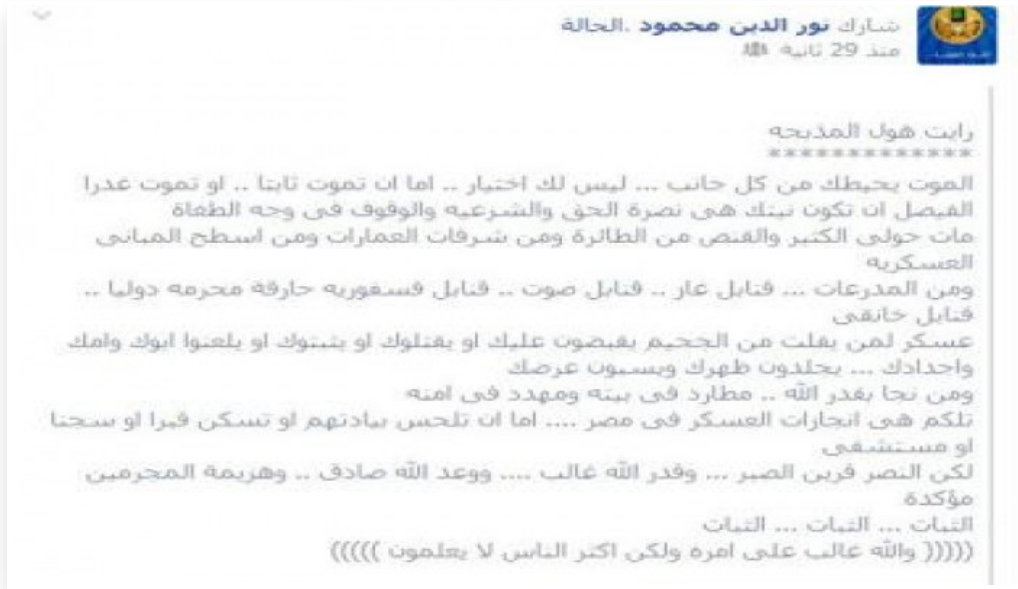 شارك نور الدين محمود .الحالة
منذ 29 ثانية
رايت هول المذبحه
*************
الموت يحيطك من كل جانب ... ليس لك اختيار .. اما ان تموت ثابتا .. او تموت غدرا
الفيصل ان تكون نيتك هى نصرة الحق والشرعيه والوقوف فى وجه الطغاة
مات حولى الكثير والقنص من الطائرة ومن شرفات العمارات ومن اسطح المبانى
العسكريه
ومن المدرعات ... قنابل غاز .. قنابل صوت .. قنابل فسفوريه حارقة محرمه دوليا ..
قنابل خانقى
عسكر لمن يفلت من الجحيم يقبضون عليك او يقتلوك او يثبتوك او يلعنوا ابوك وامك
واجدادك ... يجلدون ظهرك ويسبون عرضك
ومن نجا بقدر الله .. مطارد فى بيته ومهدد فى امنه
تلكم هى انجازات العسكر فى مصر .... اما ان تلحس بيادتهم او تسكن قبرا او سجنا
او مستشفى
لكن النصر قرين الصبر ... وقدر الله غالب .... ووعد الله صادق .. وهزيمة المجرمين
مؤكدة
الثبات ... الثبات ... الثبات
((((( والله غالب على امره ولكن اكثر الناس لا يعلمون )))))